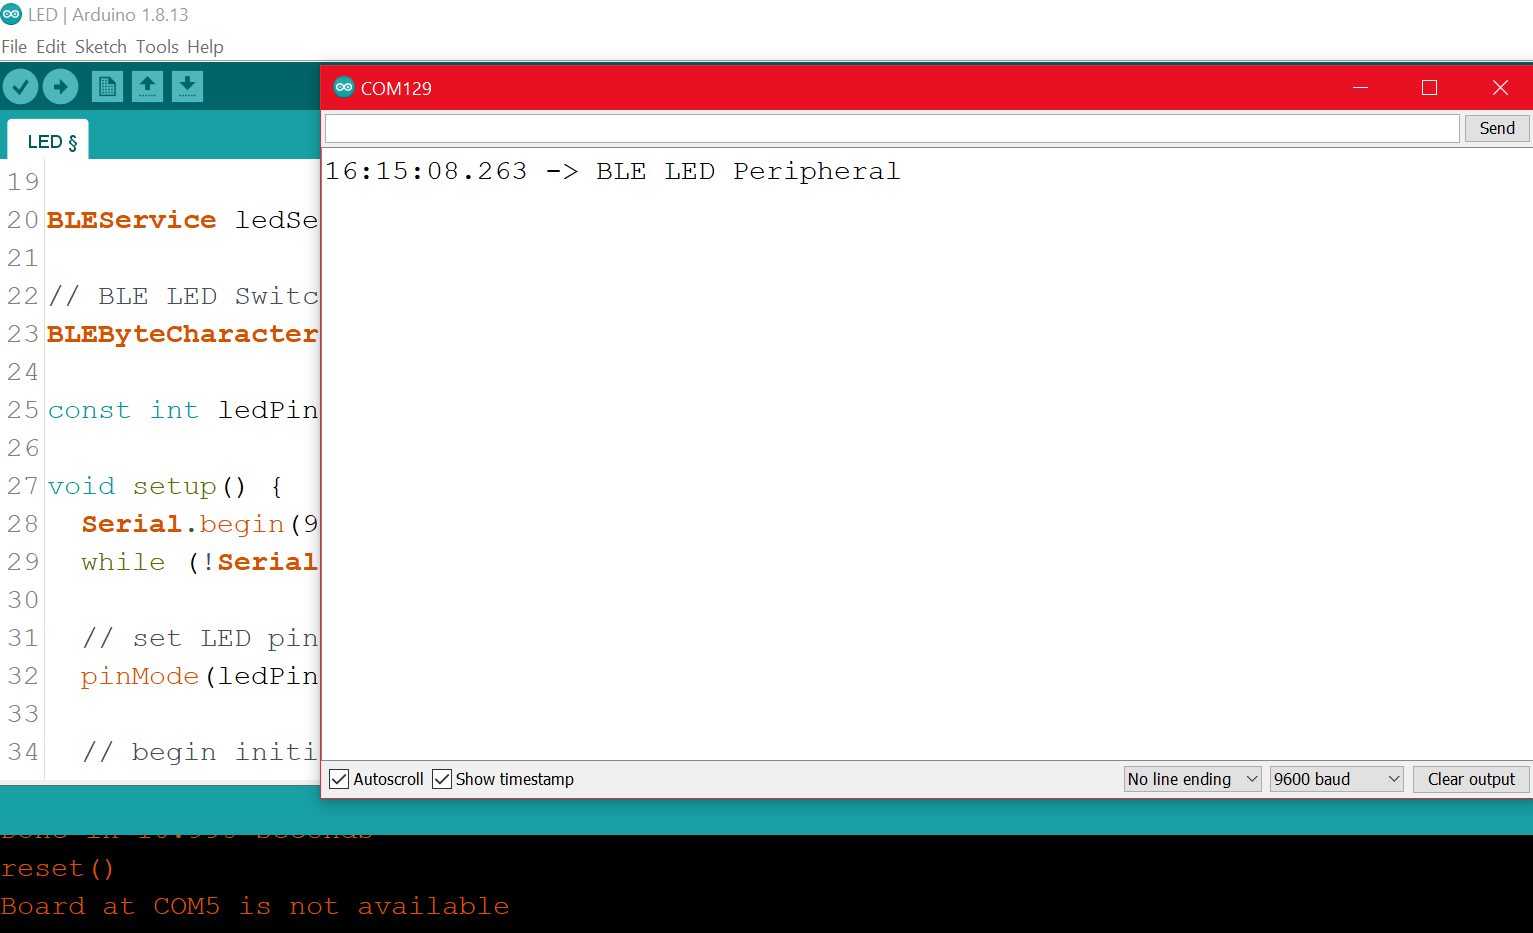 LED | Arduino 1.8.13
File Edit Sketch Tools Help
COM129
Send
LED §
16:15:08.263 -> BLE LED Peripheral
19
20 BLEService ledSe
21
22 // BLE LED Switc
23 BLEByteCharacter
24
25 const int ledPin
26
27 void setup() {
28 Serial.begin(9
29 while (!Serial
30
31 // set LED pin
32 pinMode(ledPin
33
34 // begin initi
Autoscroll Show timestamp No line ending 9600 baud Clear output
Done in seconds
reset()
Board at COM5 is not available